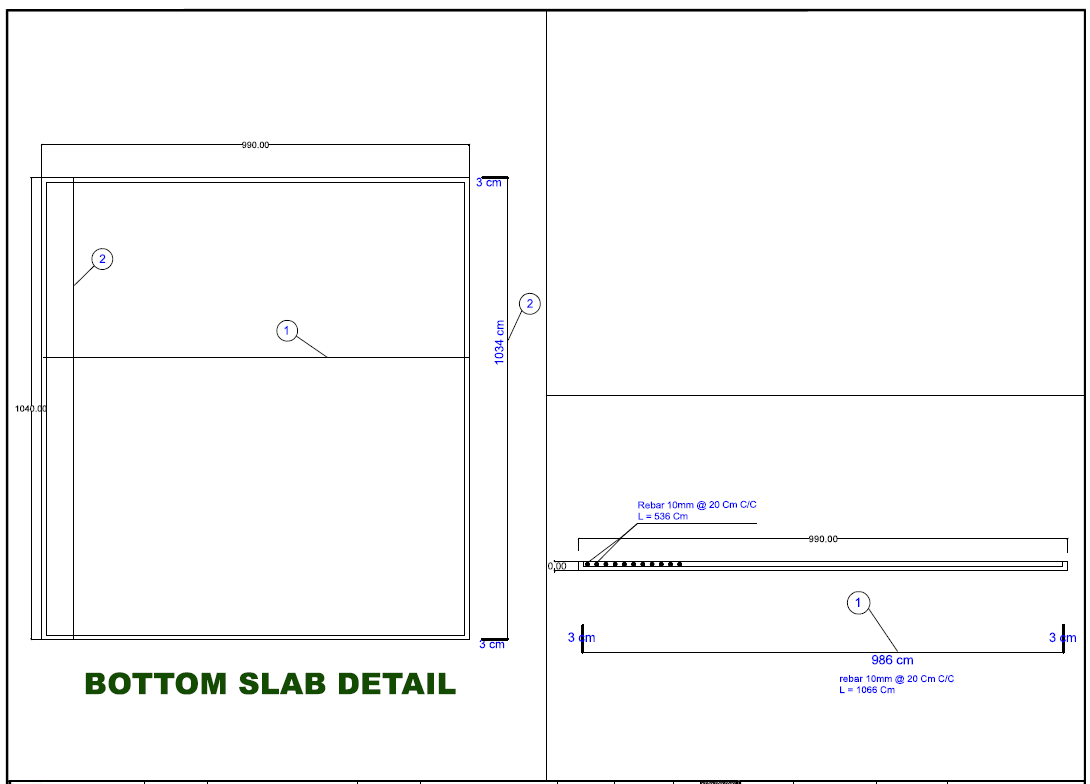 990.00
3 cm
2
2
1
1034 cm
1040.00
3 cm
BOTTOM SLAB DETAIL
Rebar 10mm @ 20 Cm C/C
L = 536 Cm
990.00
0.00
1
3 cm
3 cm
986 cm
rebar 10mm @ 20 Cm C/C
L = 1066 Cm